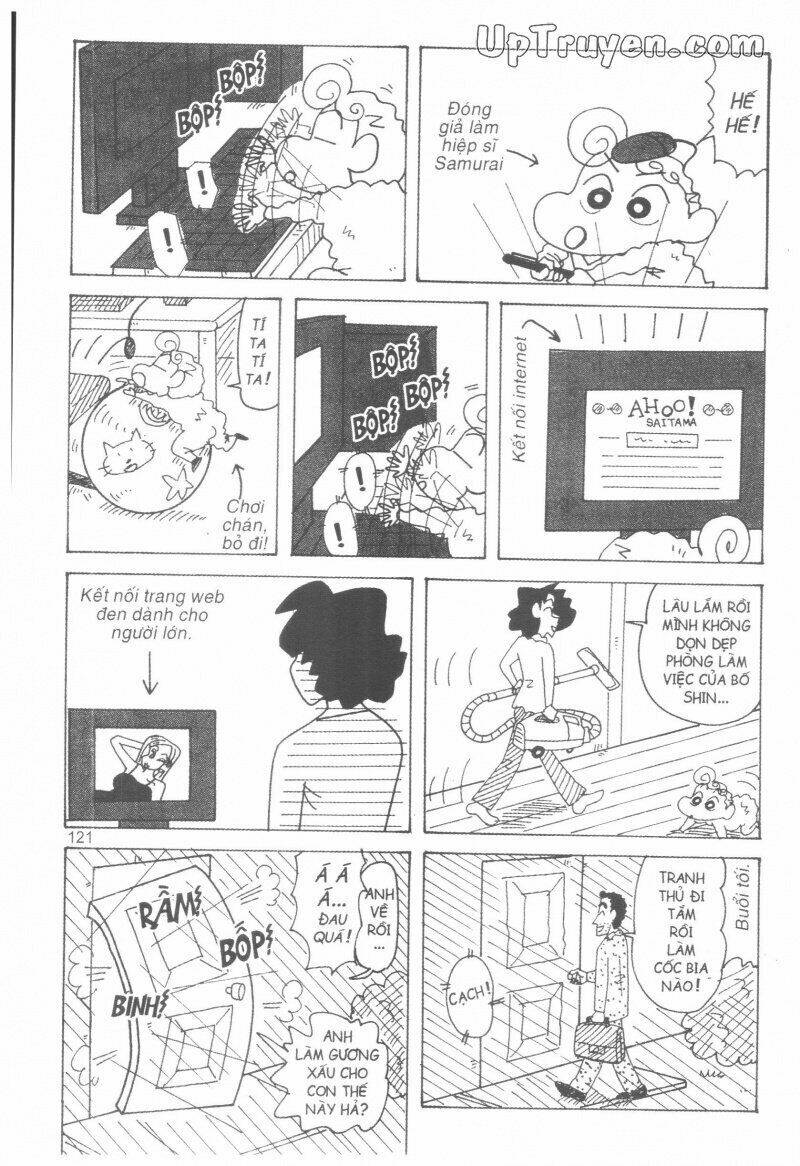 UpTruyen.com
HẾ
HẾ!
Đóng
giả làm
hiệp sĩ
Samurai
BỘP!
BỘP!
!
!
Kết nối internet
AHOO!
SAITAMA
BỘP!
BỘP!
BỘP!
!
!
TÍ
TA
TÍ
TA!
Chơi
chán,
bỏ đi!
LÂU LẮM RỒI
MÌNH KHÔNG
DỌN DẸP
PHÒNG LÀM
VIỆC CỦA BỐ
SHIN...
Kết nối trang web
đen dành cho
người lớn.
121
Buổi tối.
TRANH
THỦ ĐI
TẮM
RỒI
LÀM
CỐC BIA
NÀO!
CẠCH!
ANH
VỀ RỒI
...
Á Á
Á...
ĐAU
QUÁ!
RẦM!
BỐP!
BINH!
ANH
LÀM GƯƠNG
XẤU CHO
CON THẾ
NÀY HẢ?